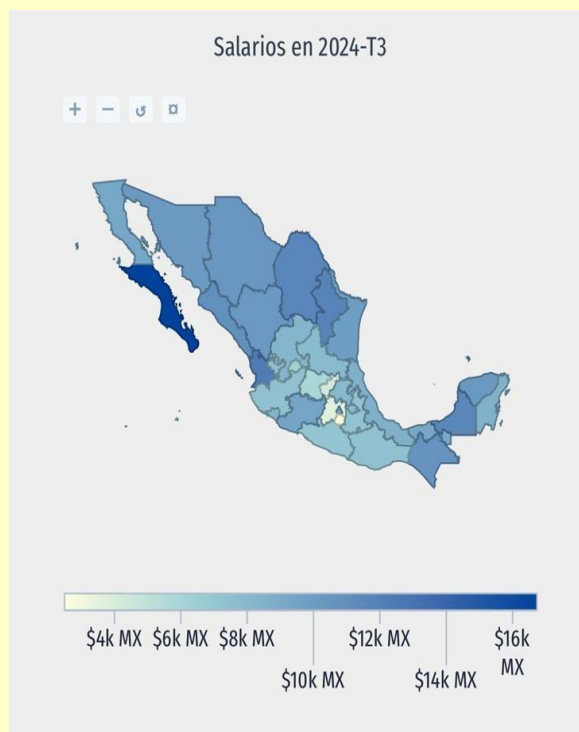 Salarios en 2024-T3
+ − ↺ ¤
$4k MX $6k MX $8k MX $12k MX $16k
MX
$10k MX $14k MX